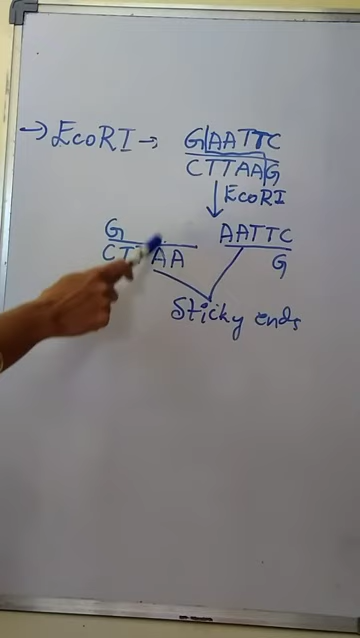 → EcoRI → G AATTC
CTTAA G
↓ EcoRI
G AATTC
CTTAA G
Sticky ends